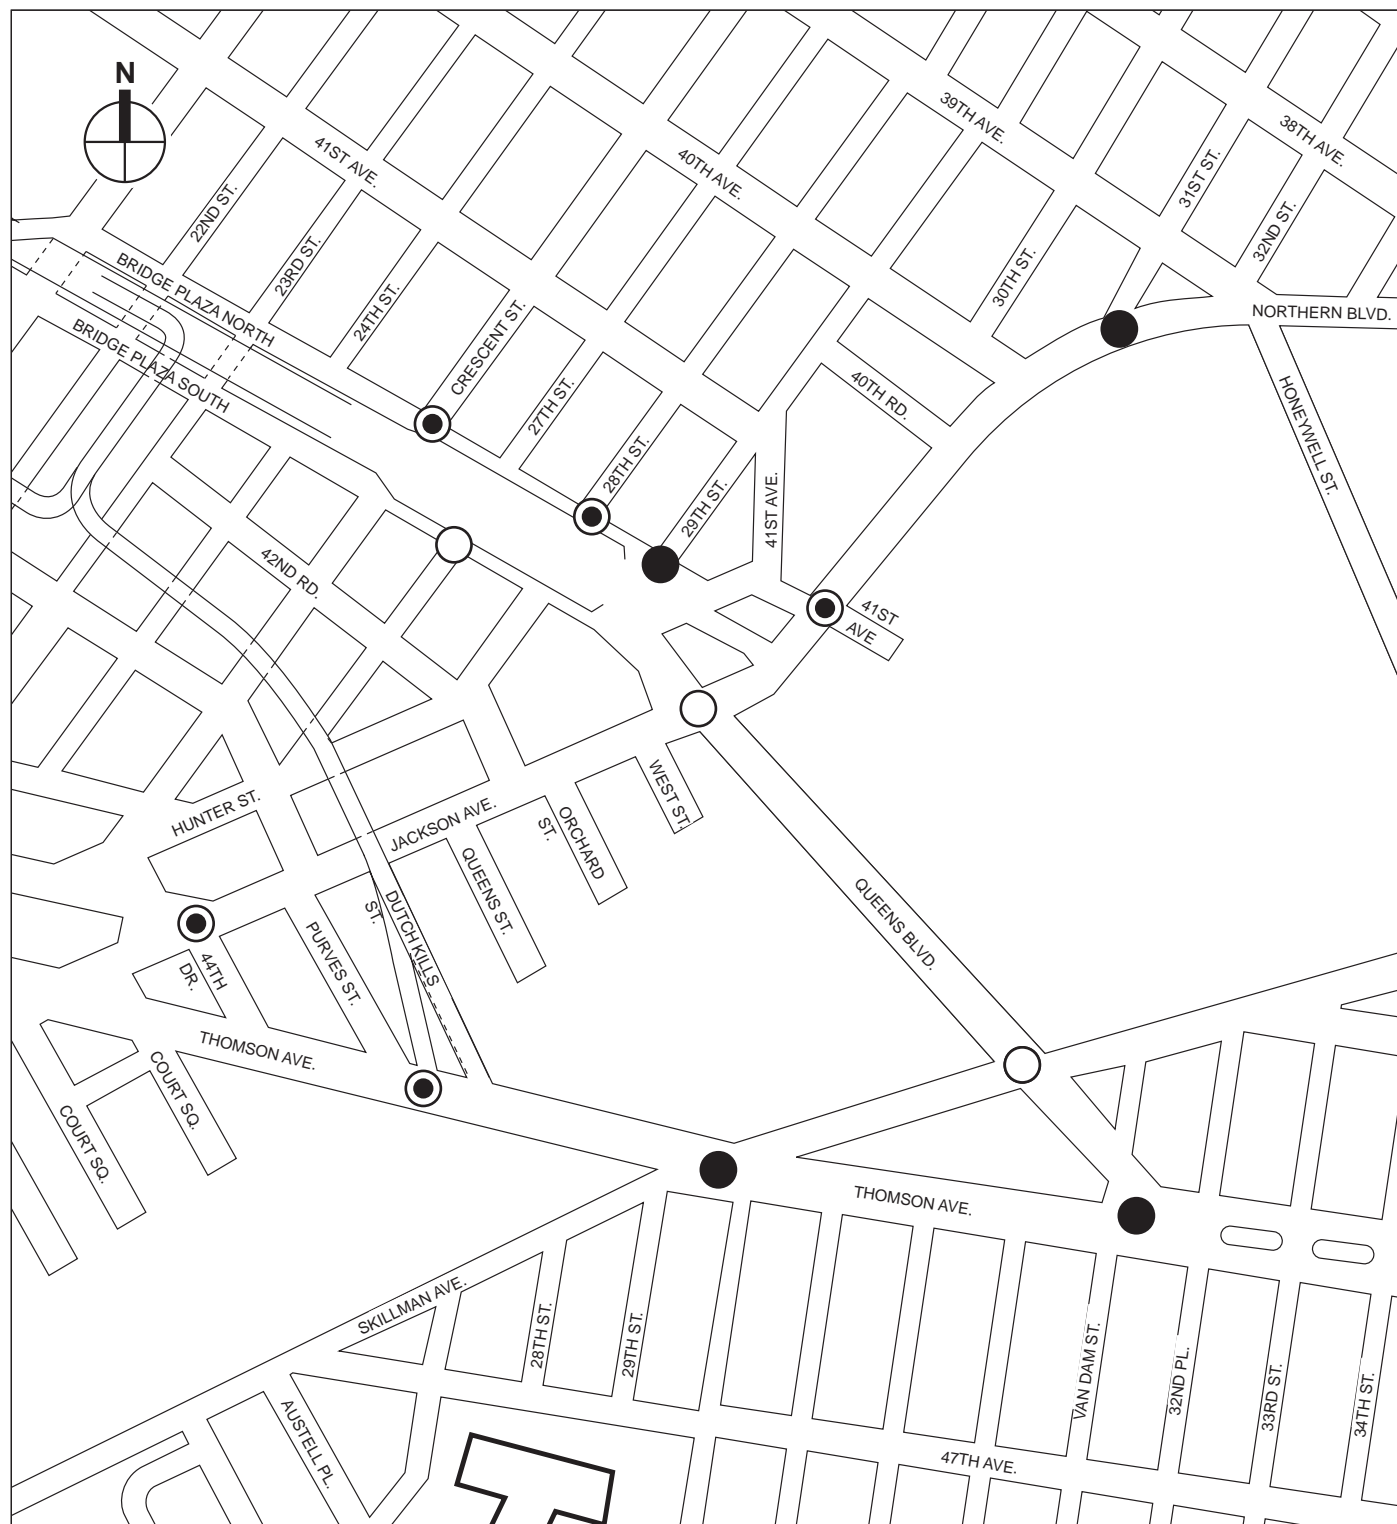 N
39TH AVE.
38TH AVE.
41ST AVE.
40TH AVE.
31ST ST.
22ND ST.
32ND ST.
23RD ST.
30TH ST.
BRIDGE PLAZA NORTH
24TH ST.
NORTHERN BLVD.
CRESCENT ST.
BRIDGE PLAZA SOUTH
40TH RD.
27TH ST.
HONEYWELL ST.
28TH ST.
29TH ST.
41ST AVE.
42ND RD.
41ST
AVE
WEST ST.
HUNTER ST.
JACKSON AVE.
ORCHARD
ST.
QUEENS ST.
DUTCH KILLS
ST.
QUEENS BLVD.
PURVES ST.
44TH
DR.
THOMSON AVE.
COURT SQ.
COURT SQ.
THOMSON AVE.
SKILLMAN AVE.
28TH ST.
29TH ST.
VAN DAM ST.
32ND PL.
33RD ST.
34TH ST.
AUSTELL PL.
47TH AVE.